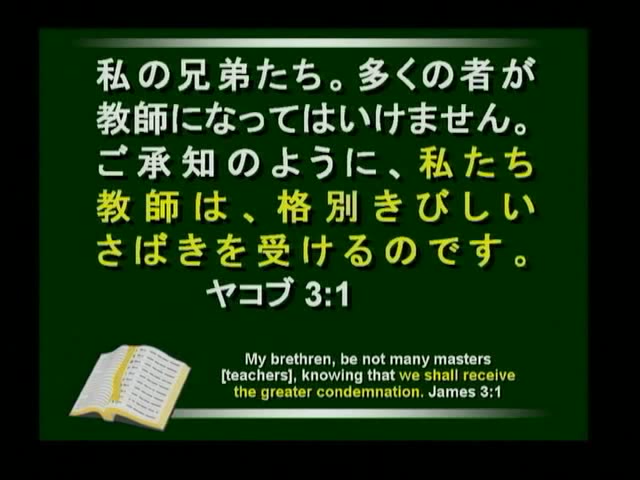 私の兄弟たち。多くの者が
教師になってはいけません。
ご承知のように、私たち
教師は、格別きびしい
さばきを受けるのです。
ヤコブ 3:1
My brethren, be not many masters
[teachers], knowing that we shall receive
the greater condemnation. James 3:1